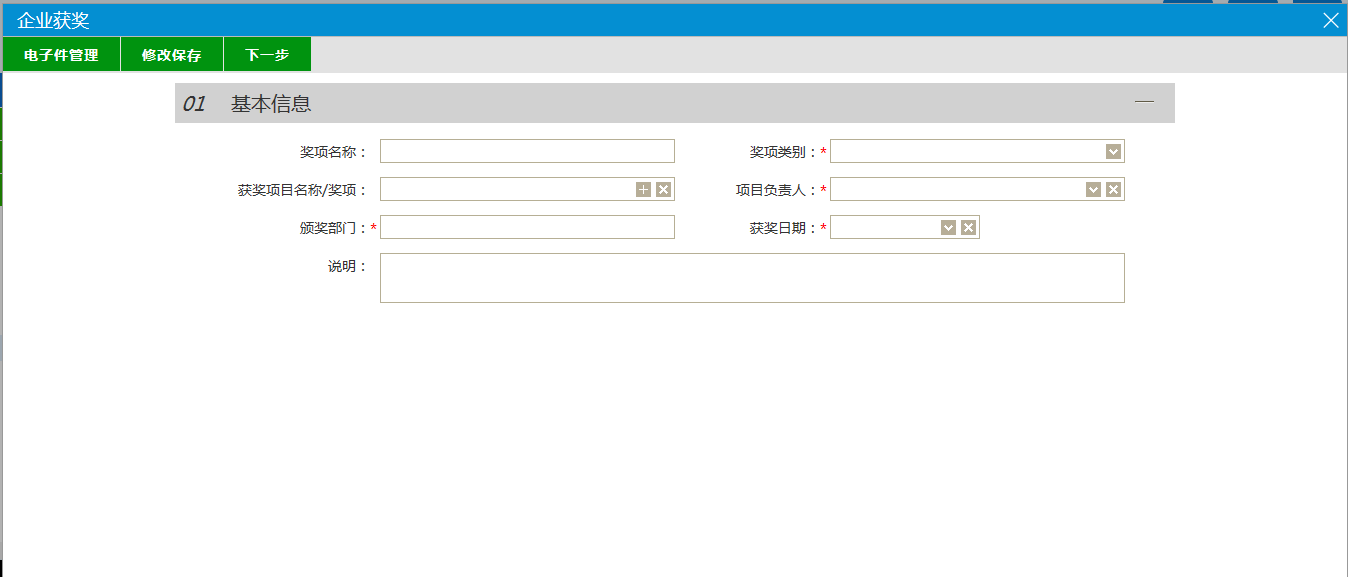 企业获奖
电子件管理 修改保存 下一步
01 基本信息
奖项名称： 奖项类别：*
获奖项目名称/奖项： 项目负责人：*
颁奖部门：* 获奖日期：*
说明：